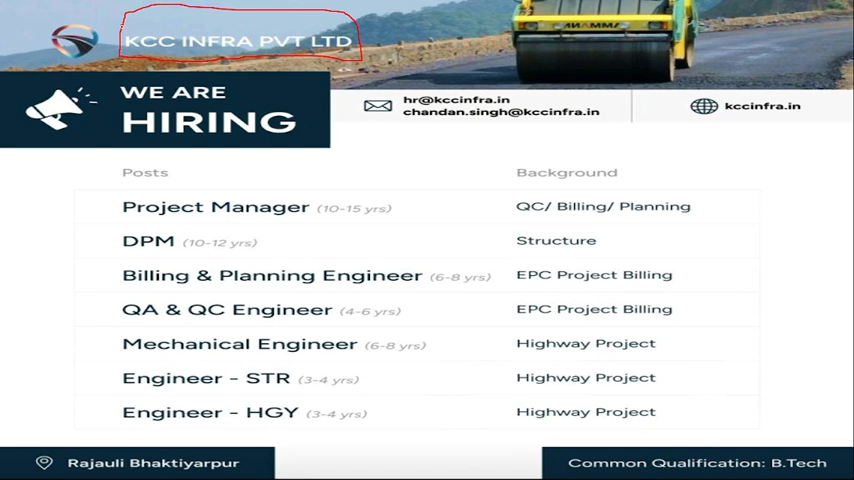 KCC INFRA PVT LTD
WE ARE
HIRING
hr@kccinfra.in
chandan.singh@kccinfra.in
kccinfra.in
Posts Background
Project Manager (10-15 yrs) QC/ Billing/ Planning
DPM (10-12 yrs) Structure
Billing & Planning Engineer (6-8 yrs) EPC Project Billing
QA & QC Engineer (4-6 yrs) EPC Project Billing
Mechanical Engineer (6-8 yrs) Highway Project
Engineer - STR (3-4 yrs) Highway Project
Engineer - HGY (3-4 yrs) Highway Project
Rajauli Bhaktiyarpur
Common Qualification: B.Tech